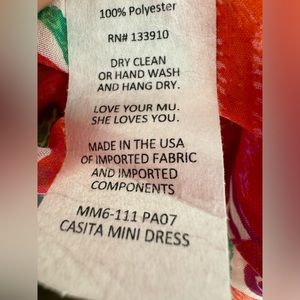 100% Polyester
RN# 133910
DRY CLEAN
OR HAND WASH
AND HANG DRY.
LOVE YOUR MU.
SHE LOVES YOU.
MADE IN THE USA
OF IMPORTED FABRIC
AND IMPORTED
COMPONENTS
MM6-111 PA07
CASITA MINI DRESS